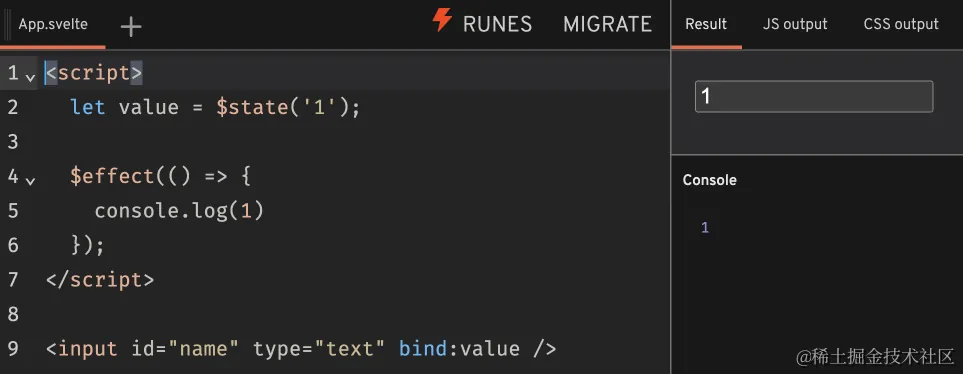 App.svelte
RUNES MIGRATE
Result JS output CSS output
1 <script>
2 let value = $state('1');
3
4 $effect(() => {
5 console.log(1)
6 });
7 </script>
8
9 <input id="name" type="text" bind:value />
1
Console
1
@稀土掘金技术社区